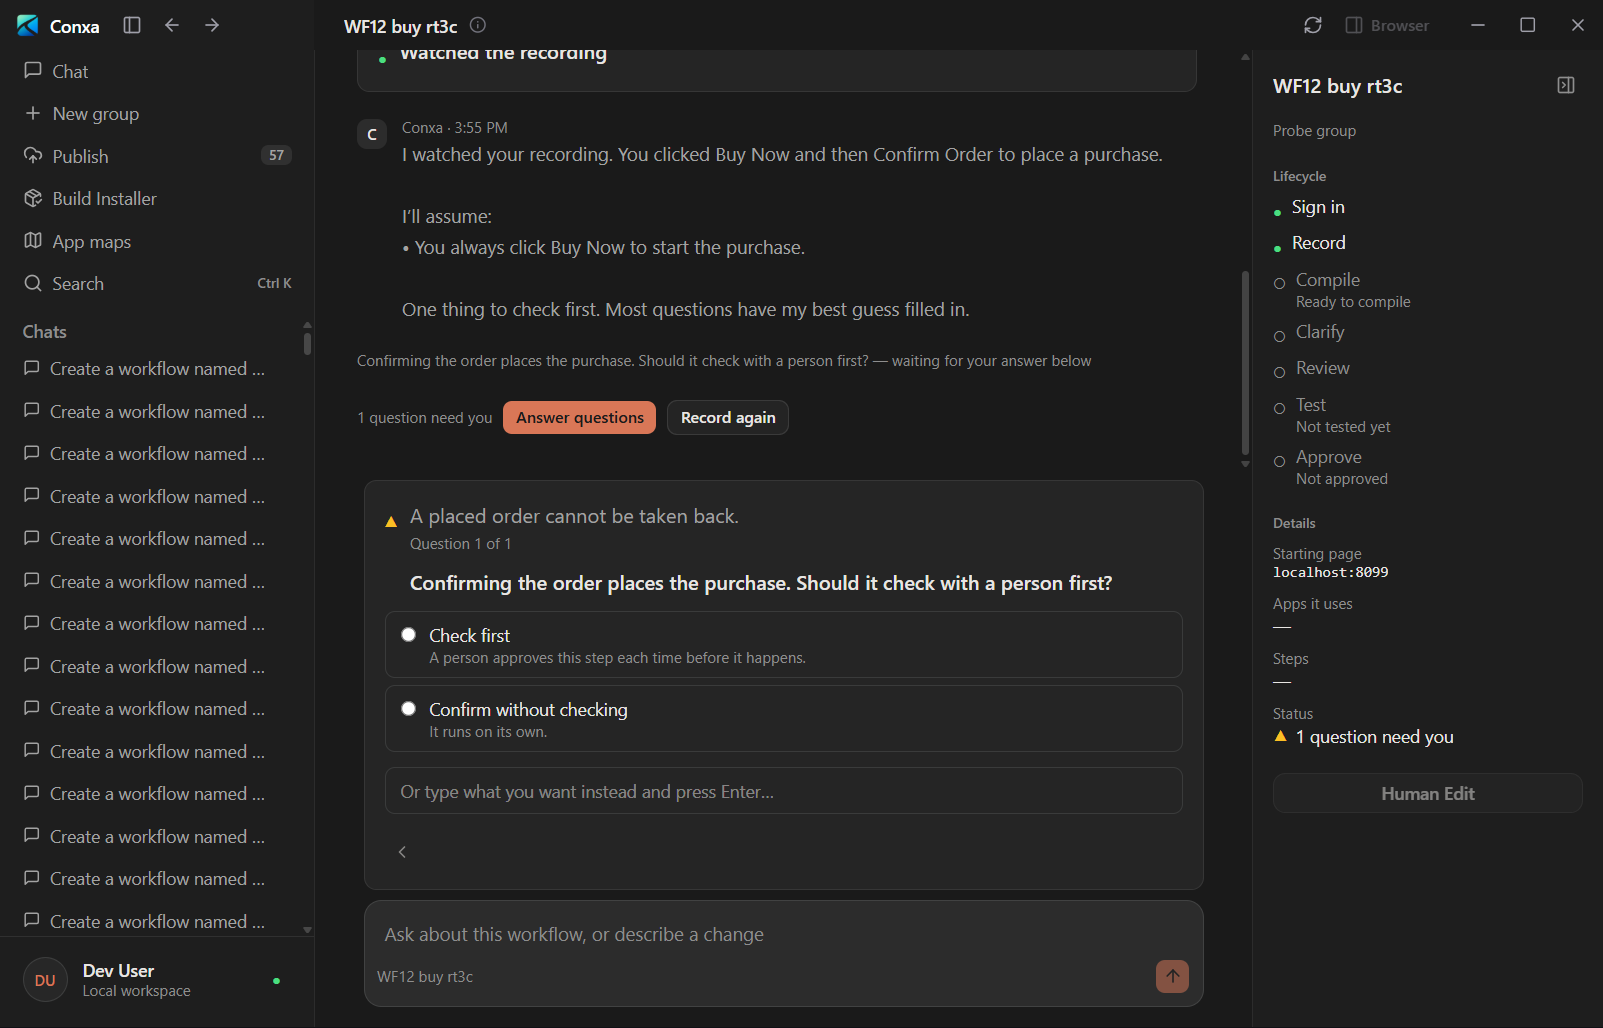 Conxa
WF12 buy rt3c
Browser
Chat
New group
Publish
57
Build Installer
App maps
Search
Ctrl K
Chats
Create a workflow named ...
Create a workflow named ...
Create a workflow named ...
Create a workflow named ...
Create a workflow named ...
Create a workflow named ...
Create a workflow named ...
Create a workflow named ...
Create a workflow named ...
Create a workflow named ...
Create a workflow named ...
Create a workflow named ...
Create a workflow named ...
Create a workflow named ...
DU
Dev User
Local workspace
Watched the recording
C
Conxa · 3:55 PM
I watched your recording. You clicked Buy Now and then Confirm Order to place a purchase.
I'll assume:
• You always click Buy Now to start the purchase.
One thing to check first. Most questions have my best guess filled in.
Confirming the order places the purchase. Should it check with a person first? — waiting for your answer below
1 question need you
Answer questions
Record again
A placed order cannot be taken back.
Question 1 of 1
Confirming the order places the purchase. Should it check with a person first?
Check first
A person approves this step each time before it happens.
Confirm without checking
It runs on its own.
Or type what you want instead and press Enter...
Ask about this workflow, or describe a change
WF12 buy rt3c
WF12 buy rt3c
Probe group
Lifecycle
Sign in
Record
Compile
Ready to compile
Clarify
Review
Test
Not tested yet
Approve
Not approved
Details
Starting page
localhost:8099
Apps it uses
—
Steps
—
Status
1 question need you
Human Edit